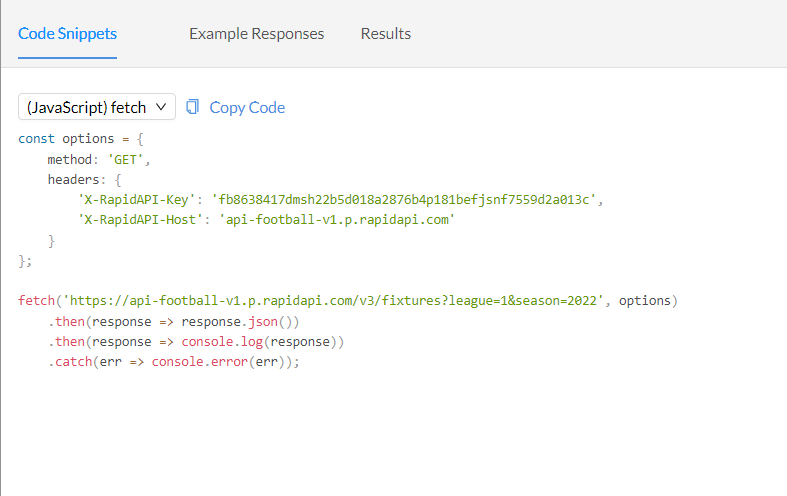 Code Snippets Example Responses Results
(JavaScript) fetch Copy Code
const options = {
    method: 'GET',
    headers: {
        'X-RapidAPI-Key': 'fb8638417dmsh22b5d018a2876b4p181befjsnf7559d2a013c',
        'X-RapidAPI-Host': 'api-football-v1.p.rapidapi.com'
    }
};
fetch('https://api-football-v1.p.rapidapi.com/v3/fixtures?league=1&season=2022', options)
    .then(response => response.json())
    .then(response => console.log(response))
    .catch(err => console.error(err));